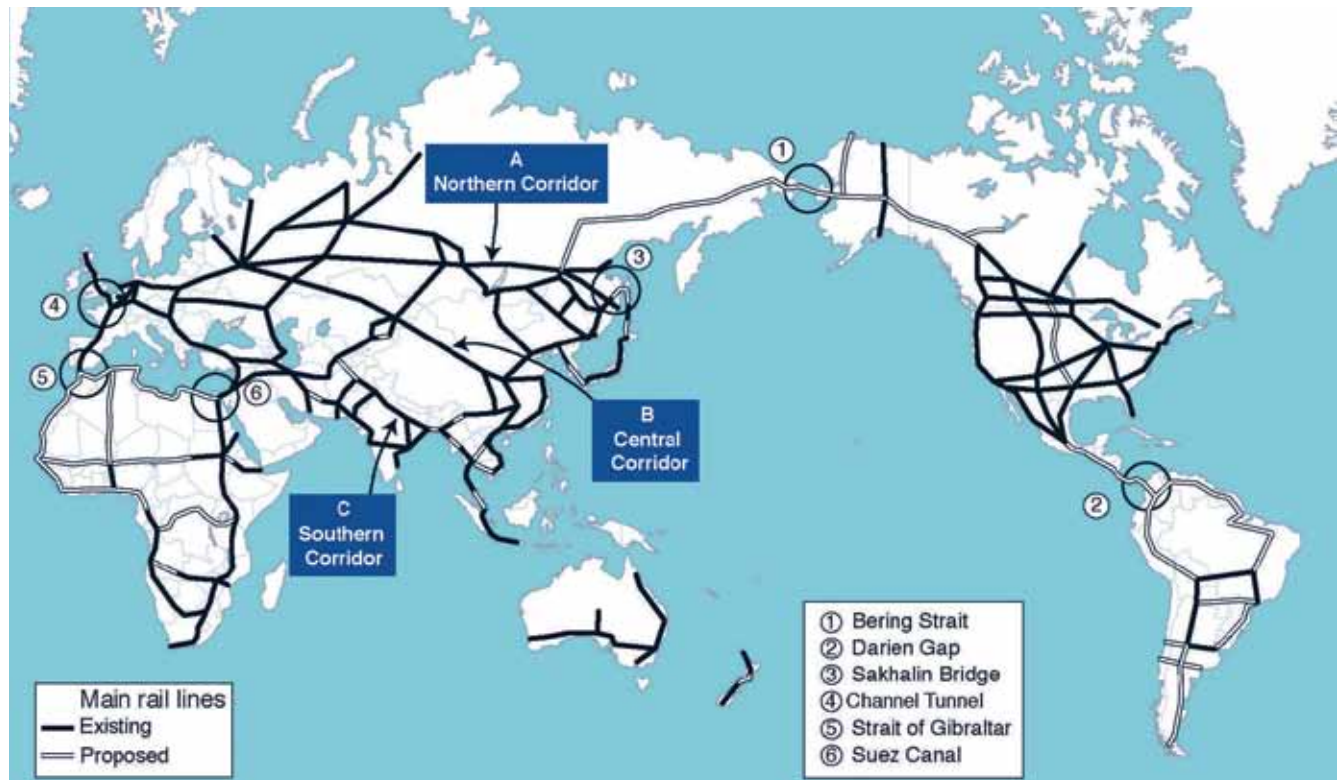 A
Northern Corridor
①
③
④
⑤
⑥
B
Central
Corridor
C
Southern
Corridor
②
① Bering Strait
② Darien Gap
③ Sakhalin Bridge
④ Channel Tunnel
⑤ Strait of Gibraltar
⑥ Suez Canal
Main rail lines
Existing
Proposed